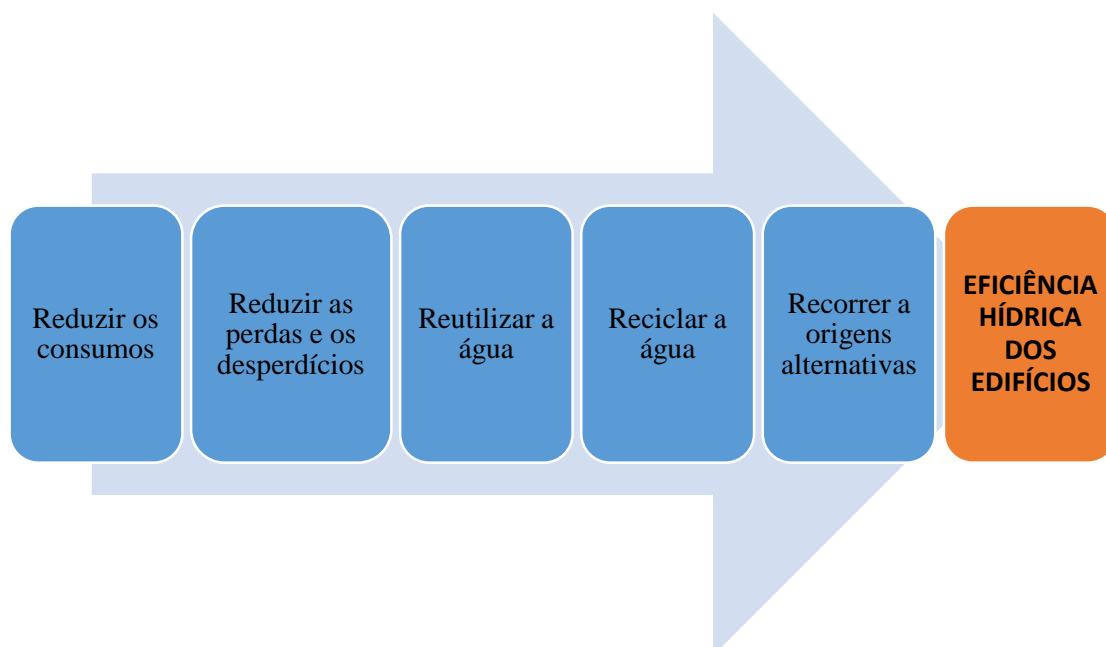 Reduzir os
consumos
Reduzir as
perdas e os
desperdícios
Reutilizar a
água
Reciclar a
água
Recorrer a
origens
alternativas
EFICIÊNCIA
HÍDRICA
DOS
EDIFÍCIOS